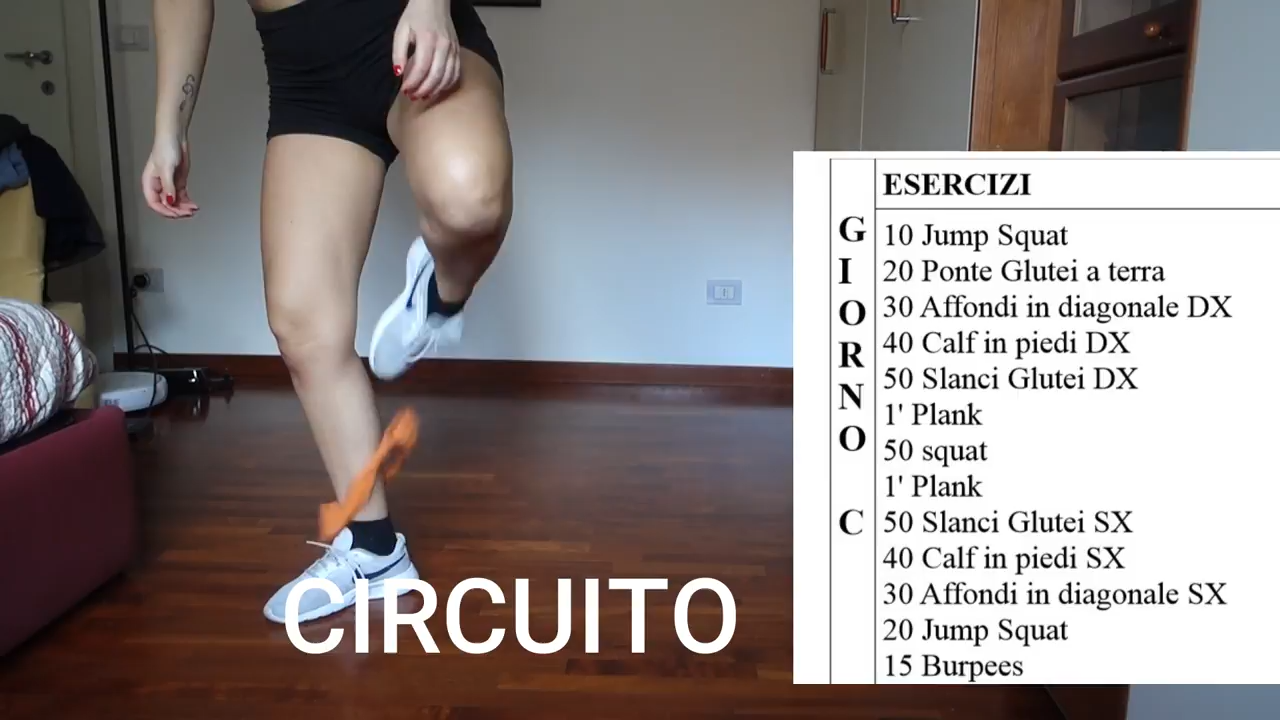 ESERCIZI
GIORNO C
10 Jump Squat
20 Ponte Glutei a terra
30 Affondi in diagonale DX
40 Calf in piedi DX
50 Slanci Glutei DX
1' Plank
50 squat
1' Plank
50 Slanci Glutei SX
40 Calf in piedi SX
30 Affondi in diagonale SX
20 Jump Squat
15 Burpees
CIRCUITO